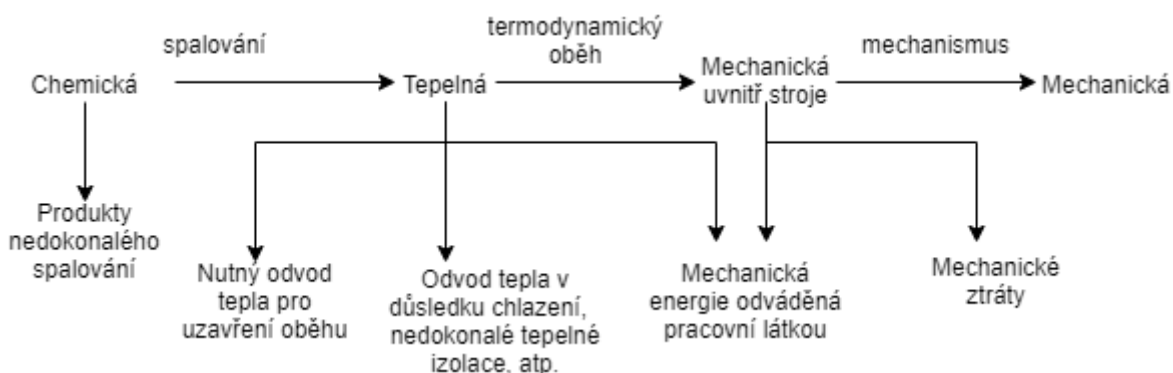 spalování
termodynamický
oběh
mechanismus
Chemická
Tepelná
Mechanická
uvnitř stroje
Mechanická
Produkty
nedokonalého
spalování
Nutný odvod
tepla pro
uzavření oběhu
Odvod tepla v
důsledku chlazení,
nedokonalé tepelné
izolace, atp.
Mechanická
energie odváděná
pracovní látkou
Mechanické
ztráty